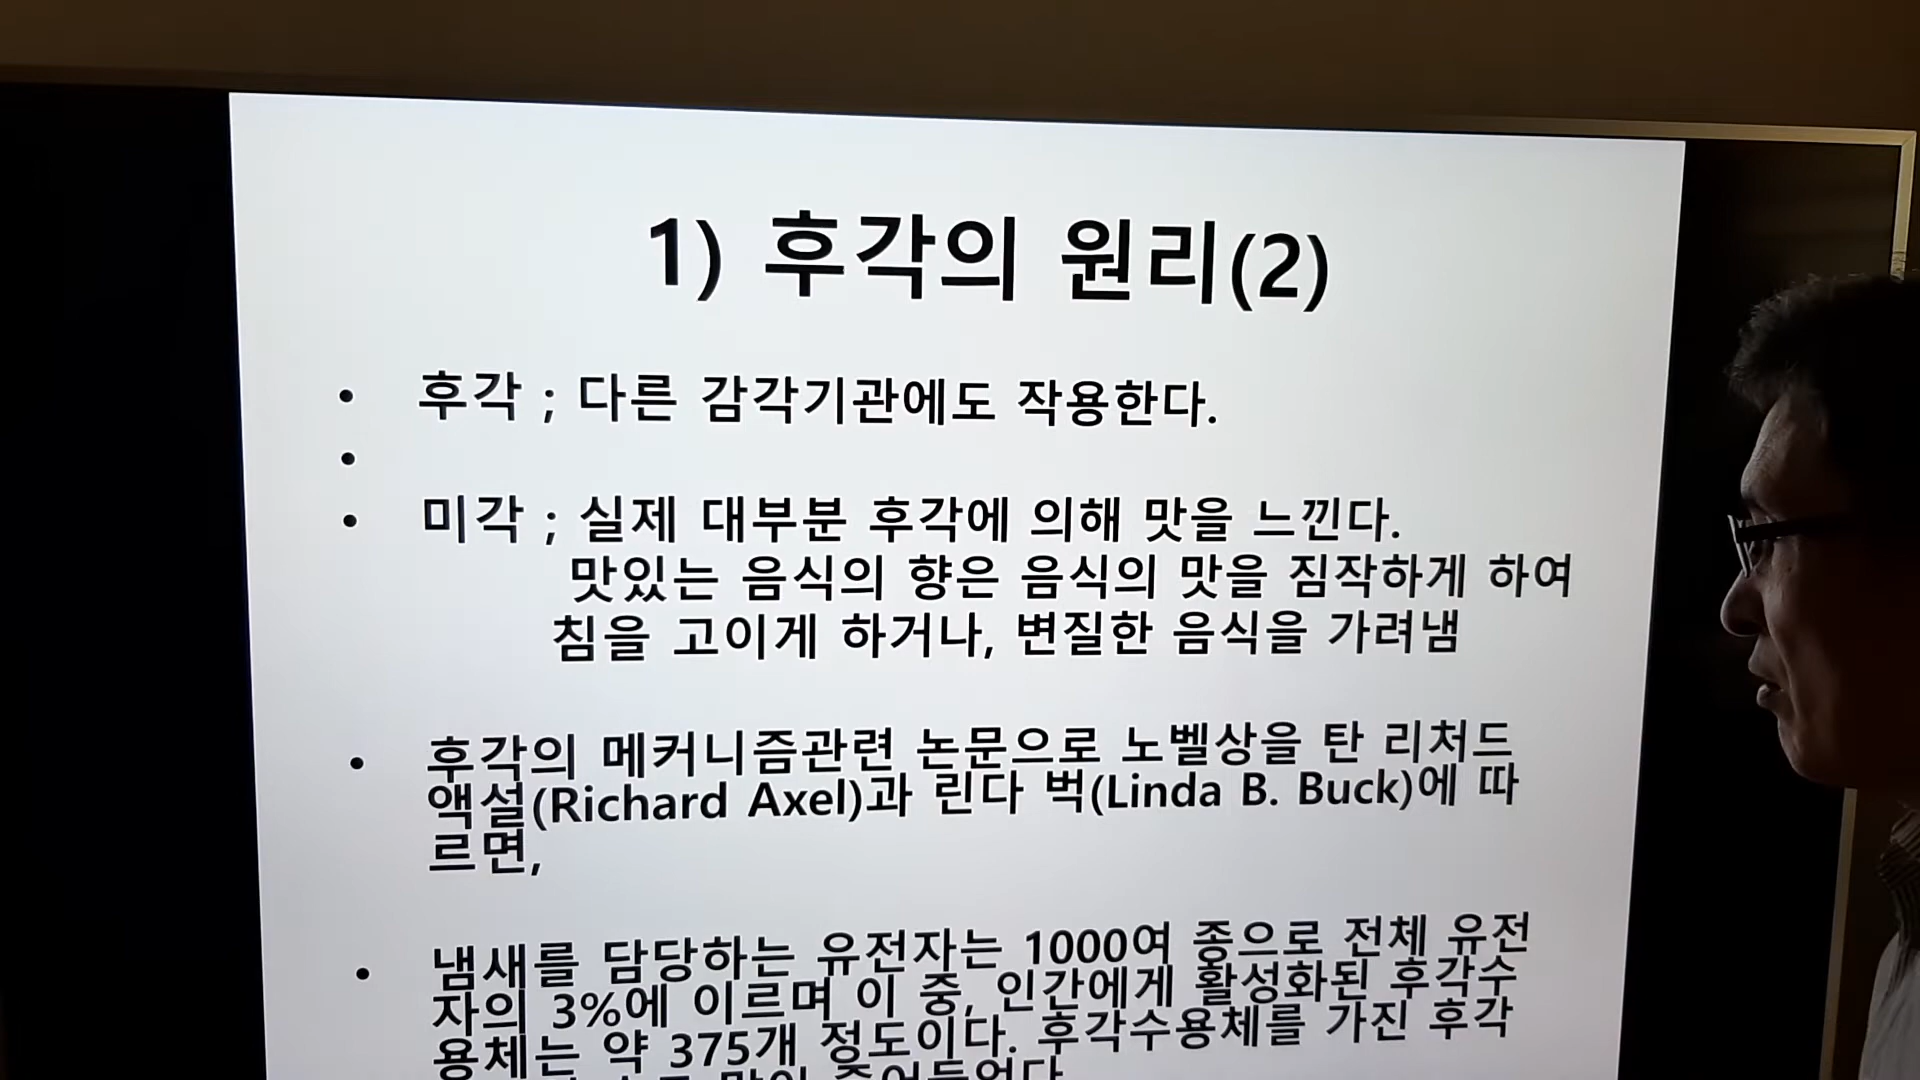 1) 후각의 원리(2)
• 후각 ; 다른 감각기관에도 작용한다.
•
• 미각 ; 실제 대부분 후각에 의해 맛을 느낀다.
맛있는 음식의 향은 음식의 맛을 짐작하게 하여
침을 고이게 하거나, 변질한 음식을 가려냄
• 후각의 메커니즘관련 논문으로 노벨상을 탄 리처드
액설(Richard Axel)과 린다 벅(Linda B. Buck)에 따
르면,
• 냄새를 담당하는 유전자는 1000여 종으로 전체 유전
자의 3%에 이르며 이 중, 인간에게 활성화된 후각수
용체는 약 375개 정도이다. 후각수용체를 가진 후각